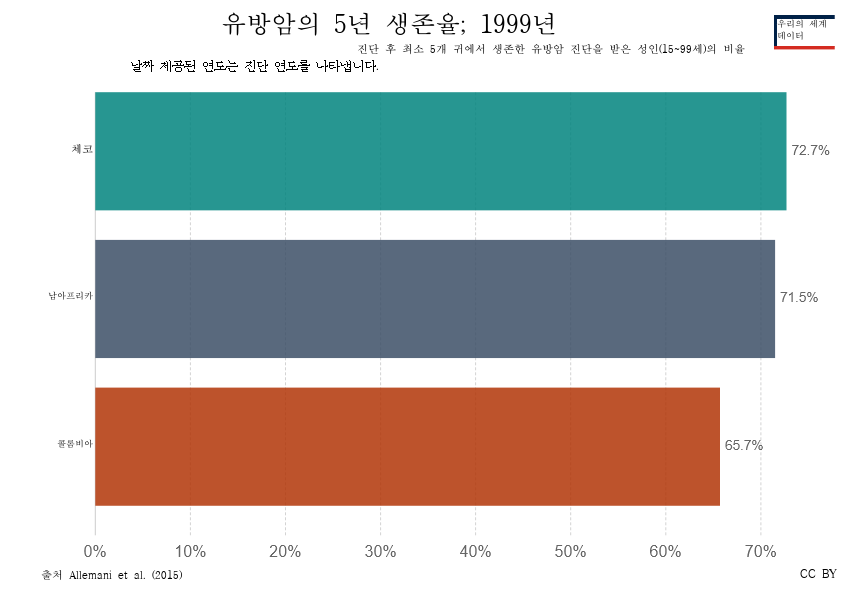 유방암의 5년 생존율; 1999년
우리의 세계
데이터
진단 후 최소 5개 귀에서 생존한 유방암 진단을 받은 성인(15~99세)의 비율
날짜 제공된 연도는 진단 연도를 나타냅니다.
체코
72.7%
남아프리카
71.5%
콜롬비아
65.7%
0% 10% 20% 30% 40% 50% 60% 70%
출처 Allemani et al. (2015)
CC BY